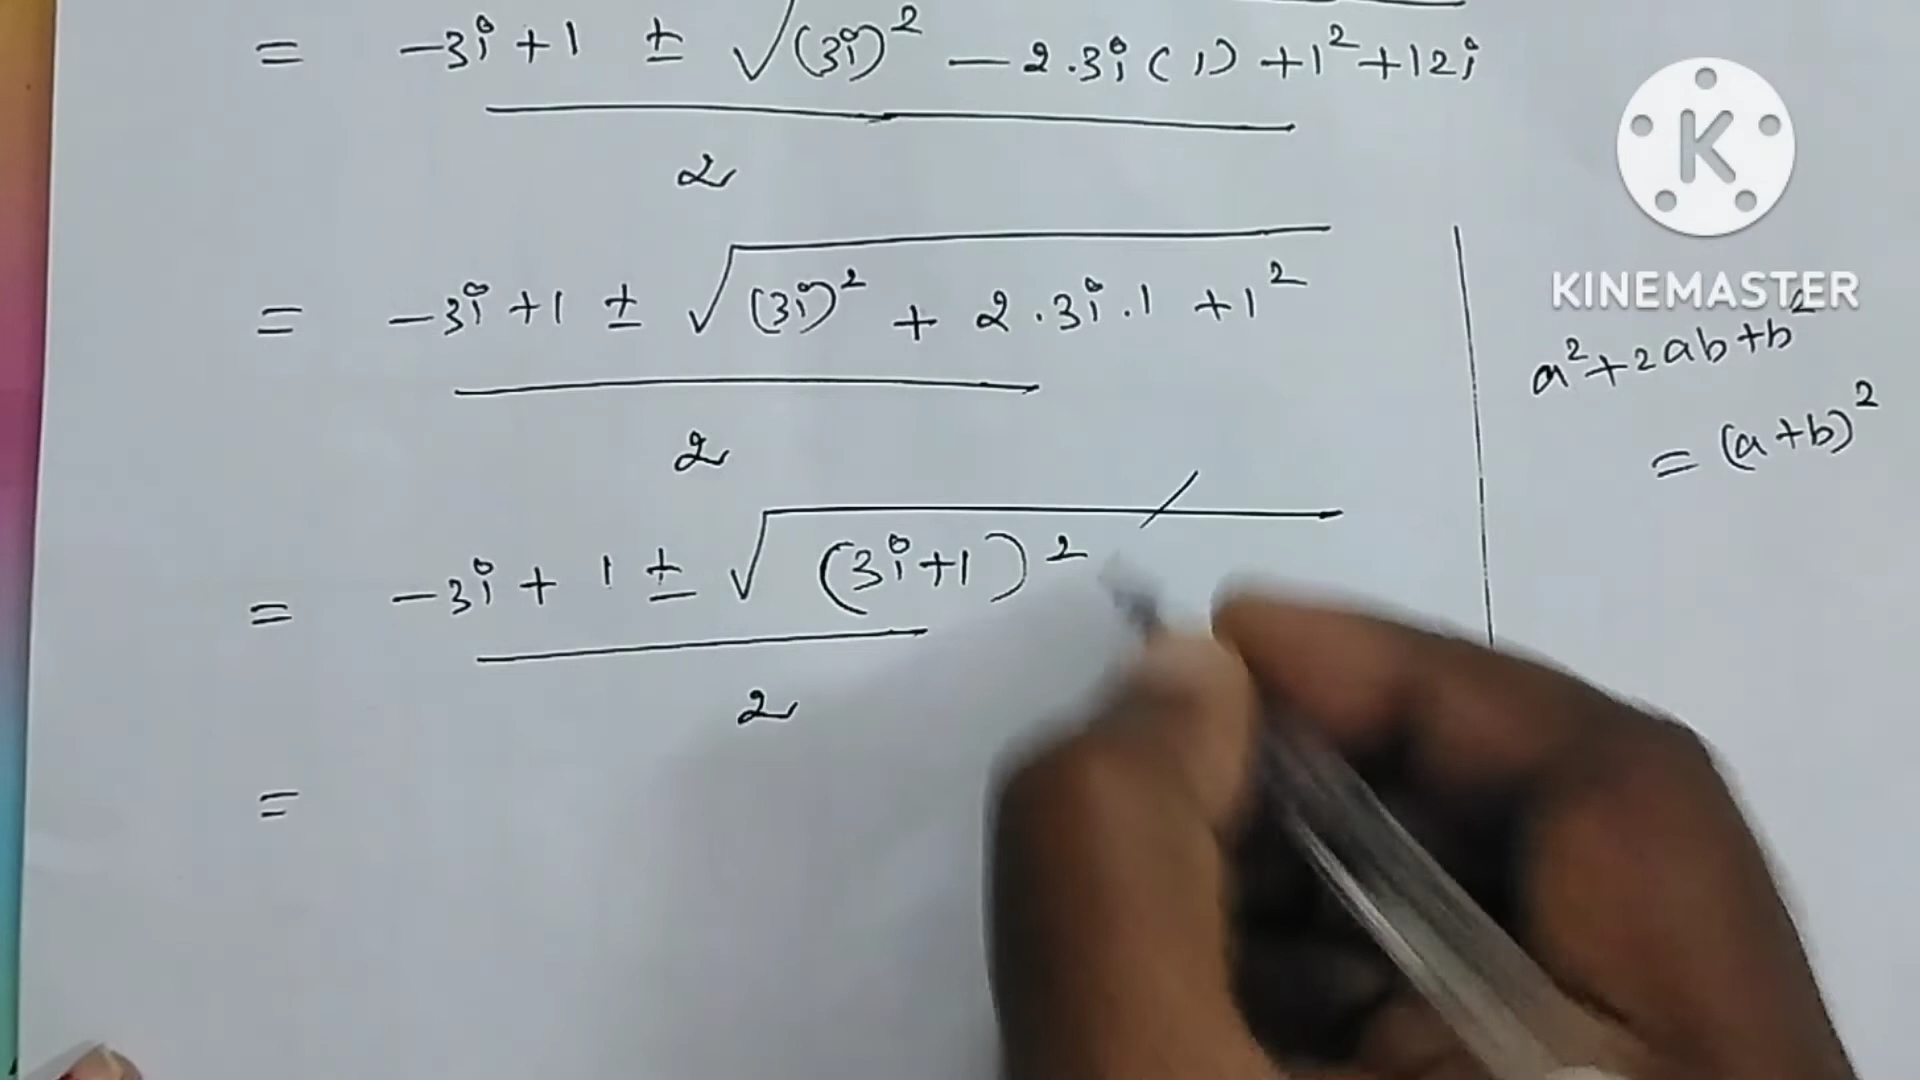 = -3i + 1 ± √(3i)² - 2.3i(1) + 1² + 12i
2
= -3i + 1 ± √(3i)² + 2.3i.1 + 1²
2
= -3i + 1 ± √(3i+1)²
2
=
K
KINEMASTER
a² + 2ab + b²
= (a+b)²